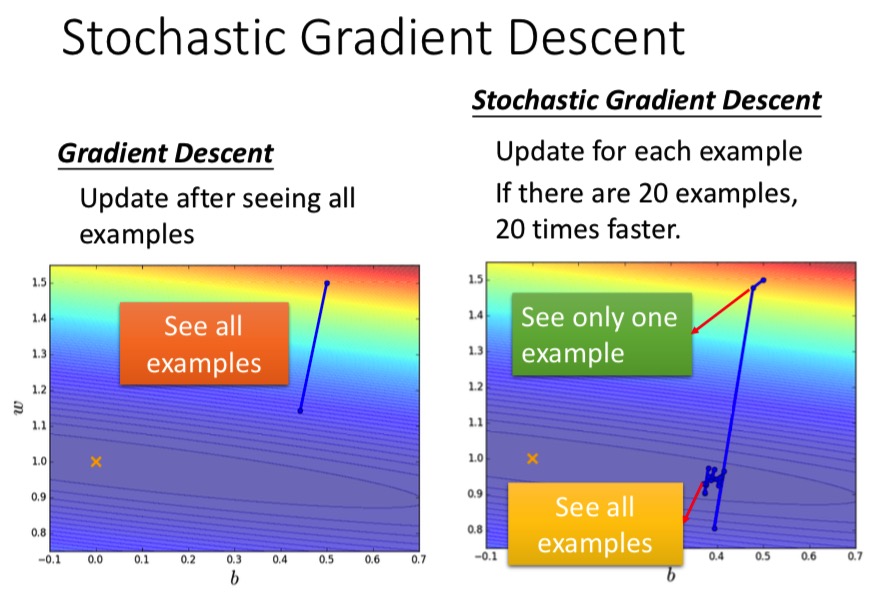 Stochastic Gradient Descent
Gradient Descent
Update after seeing all
examples
Stochastic Gradient Descent
Update for each example
If there are 20 examples,
20 times faster.
See all
examples
1.5
1.4
1.3
1.2
1.1
1.0
0.9
0.8
w
−0.1 0.0 0.1 0.2 0.3 0.4 0.5 0.6 0.7
b
See only one
example
See all
examples
1.5
1.4
1.3
1.2
1.1
1.0
0.9
0.8
−0.1 0.4 0.5 0.6 0.7
b